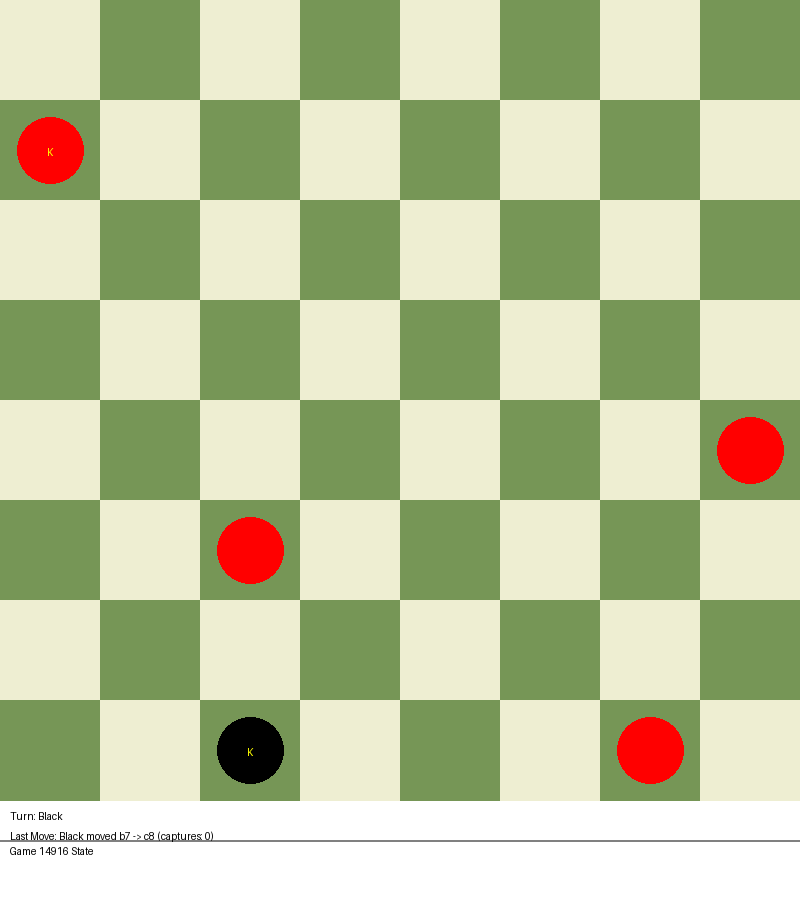 K
K
Turn: Black
Last Move: Black moved b7 -> c8 (captures: 0)
Game 14916 State